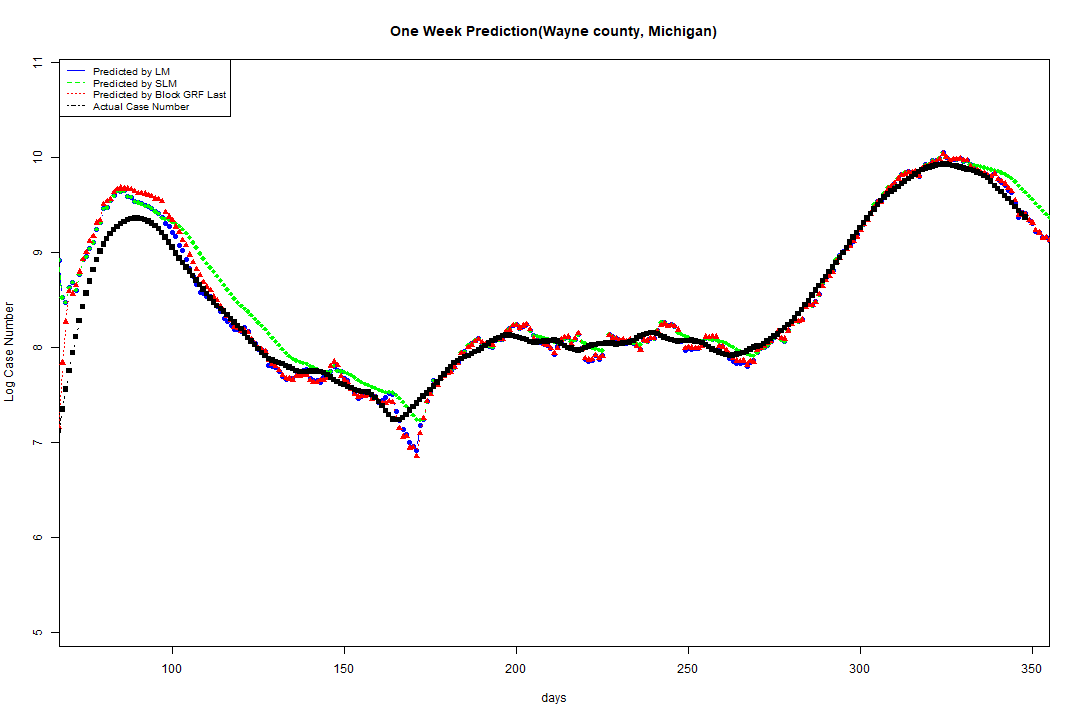 One Week Prediction(Wayne county, Michigan)
Predicted by LM
Predicted by SLM
Predicted by Block GRF Last
Actual Case Number
11
10
9
8
7
6
5
Log Case Number
100 150 200 250 300 350
days